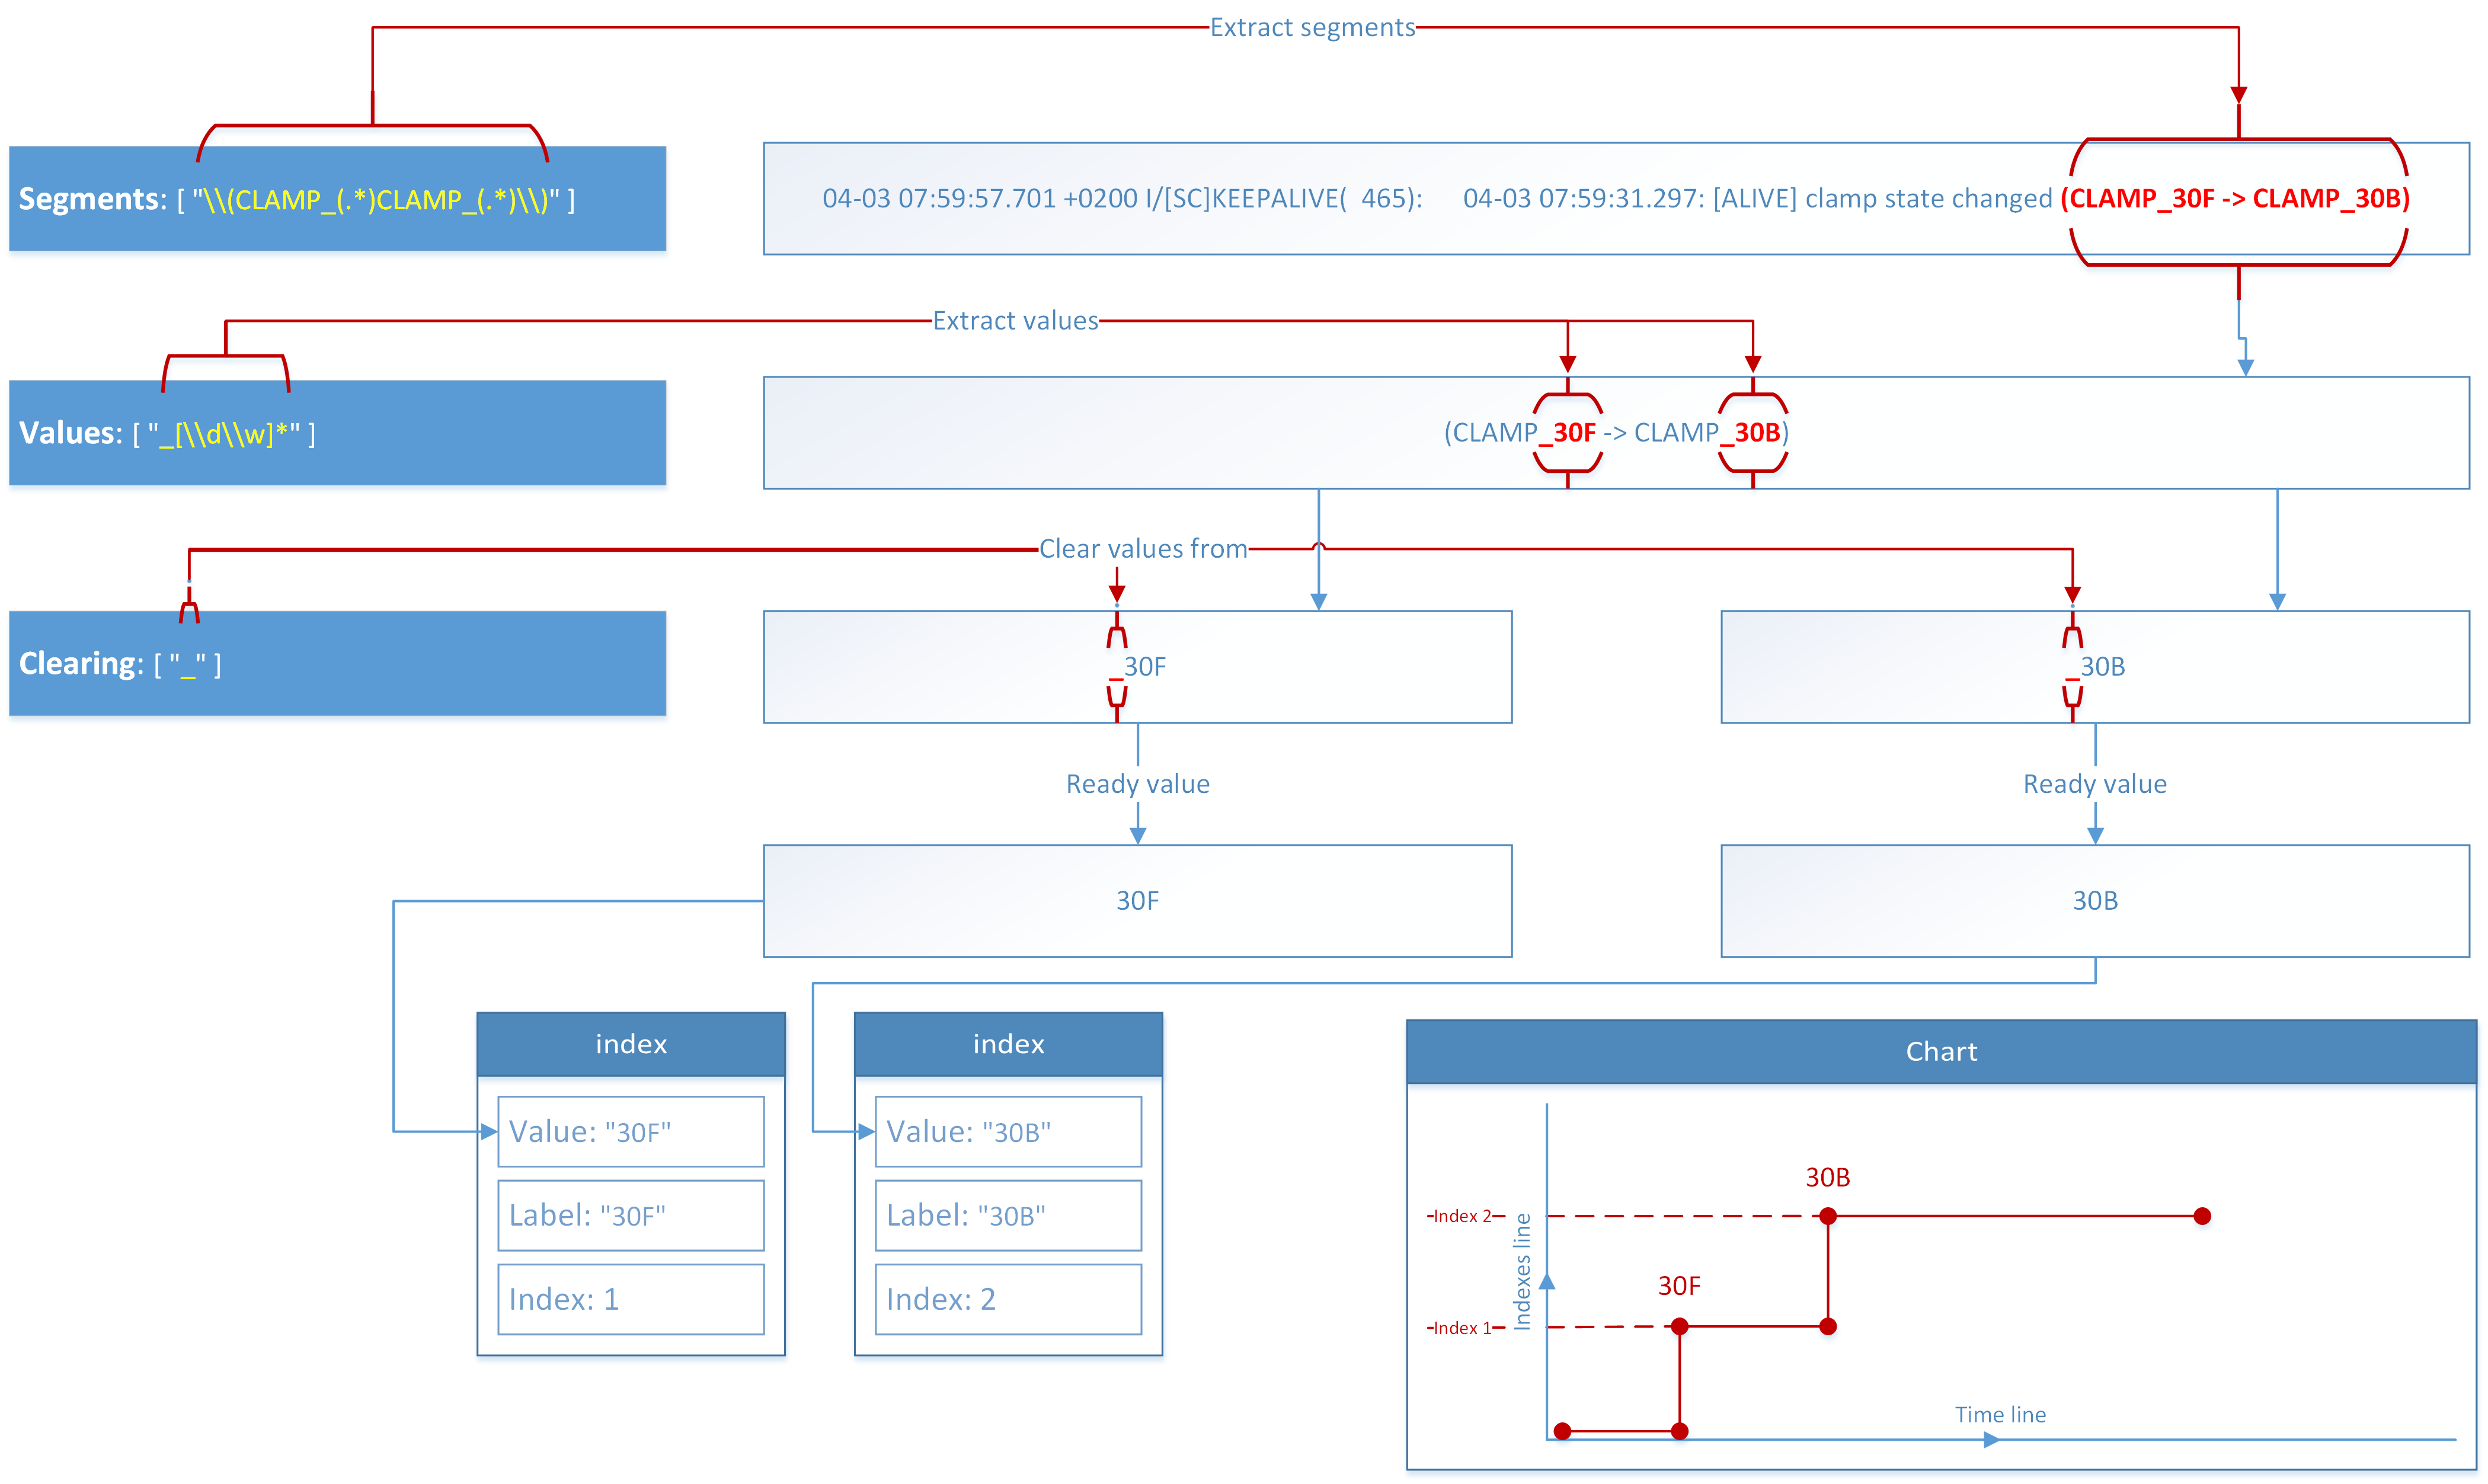 Extract segments
Segments: [ "\\(CLAMP_(.*)CLAMP_(.*)\\)" ]
04-03 07:59:57.701 +0200 I/[SC]KEEPALIVE(  465):      04-03 07:59:31.297: [ALIVE] clamp state changed (CLAMP_30F -> CLAMP_30B)
Extract values
Values: [ "_[\\d\\w]*" ]
(CLAMP_30F -> CLAMP_30B)
Clear values from
Clearing: [ "_" ]
_30F
_30B
Ready value
Ready value
30F
30B
index
Value: "30F"
Label: "30F"
Index: 1
index
Value: "30B"
Label: "30B"
Index: 2
Chart
30B
Index 2
Indexes line
30F
Index 1
Time line